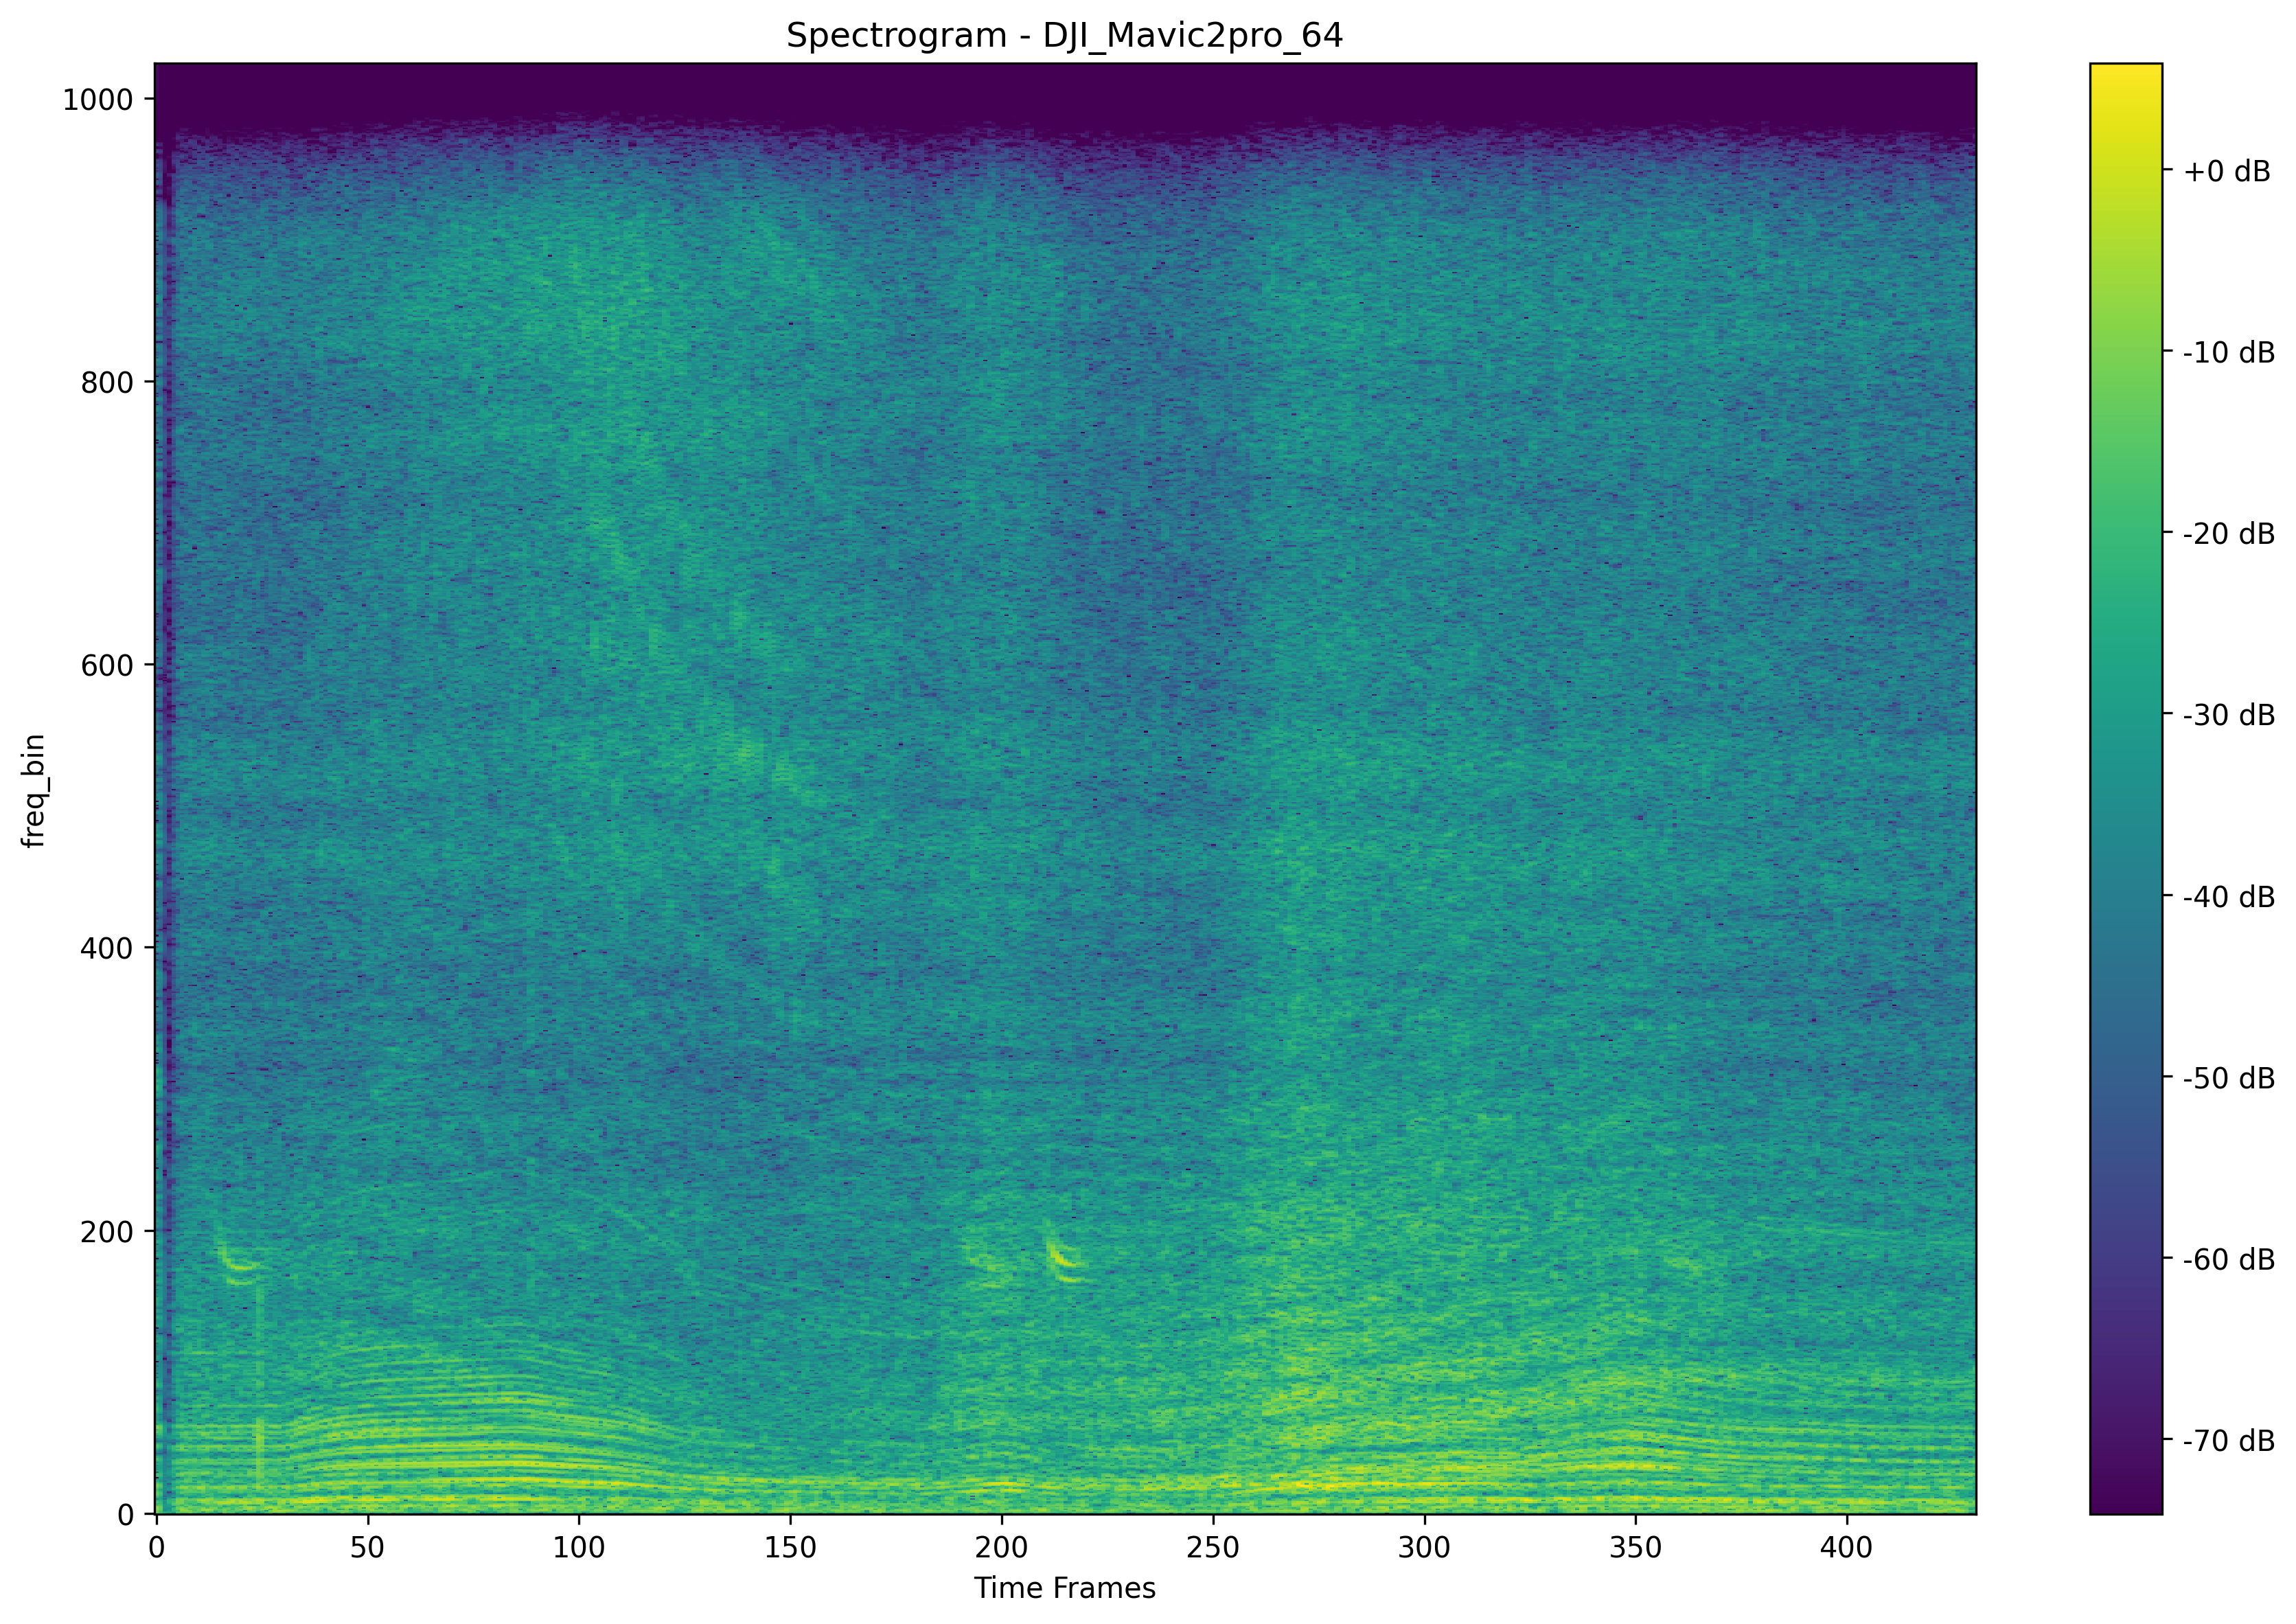 Spectrogram - DJI_Mavic2pro_64
1000
800
600
400
200
0
freq_bin
0 50 100 150 200 250 300 350 400
Time Frames
+0 dB
-10 dB
-20 dB
-30 dB
-40 dB
-50 dB
-60 dB
-70 dB